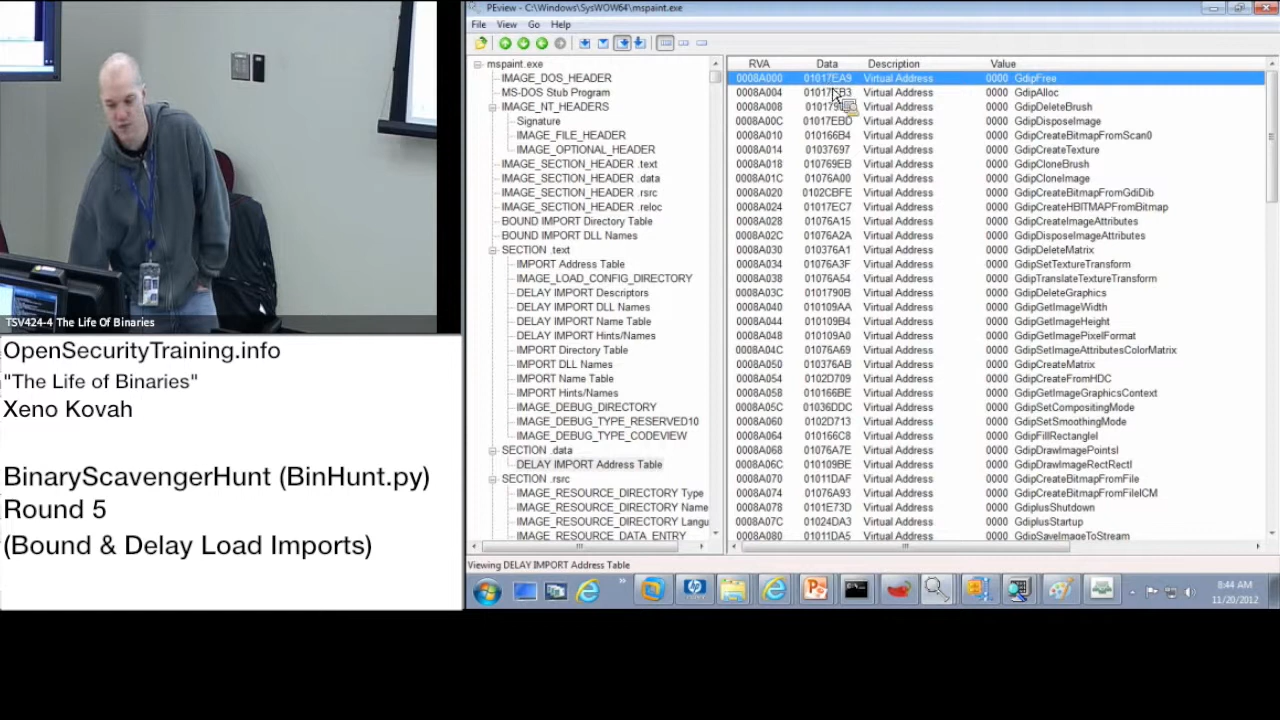 TSV424-4 The Life Of Binaries
OpenSecurityTraining.info
"The Life of Binaries"
Xeno Kovah
BinaryScavengerHunt (BinHunt.py)
Round 5
(Bound & Delay Load Imports)
PEview - C:\Windows\SysWOW64\mspaint.exe
File View Go Help
mspaint.exe
IMAGE_DOS_HEADER
MS-DOS Stub Program
IMAGE_NT_HEADERS
Signature
IMAGE_FILE_HEADER
IMAGE_OPTIONAL_HEADER
IMAGE_SECTION_HEADER .text
IMAGE_SECTION_HEADER .data
IMAGE_SECTION_HEADER .rsrc
IMAGE_SECTION_HEADER .reloc
BOUND IMPORT Directory Table
BOUND IMPORT DLL Names
SECTION .text
IMPORT Address Table
IMAGE_LOAD_CONFIG_DIRECTORY
DELAY IMPORT Descriptors
DELAY IMPORT DLL Names
DELAY IMPORT Name Table
DELAY IMPORT Hints/Names
IMPORT Directory Table
IMPORT DLL Names
IMPORT Name Table
IMPORT Hints/Names
IMAGE_DEBUG_DIRECTORY
IMAGE_DEBUG_TYPE_RESERVED10
IMAGE_DEBUG_TYPE_CODEVIEW
SECTION .data
DELAY IMPORT Address Table
SECTION .rsrc
IMAGE_RESOURCE_DIRECTORY Type
IMAGE_RESOURCE_DIRECTORY Name
IMAGE_RESOURCE_DIRECTORY Langu
IMAGE_RESOURCE_DATA_ENTRY
RVA Data Description Value
0008A000 01017EA9 Virtual Address 0000 GdipFree
0008A004 Virtual Address 0000 GdipAlloc
0008A008 Virtual Address 0000 GdipDeleteBrush
0008A00C 01017EBD Virtual Address 0000 GdipDisposeImage
0008A010 010166B4 Virtual Address 0000 GdipCreateBitmapFromScan0
0008A014 01037697 Virtual Address 0000 GdipCreateTexture
0008A018 010769EB Virtual Address 0000 GdipCloneBrush
0008A01C 01076A00 Virtual Address 0000 GdipCloneImage
0008A020 0102CBFE Virtual Address 0000 GdipCreateBitmapFromGdiDib
0008A024 01017EC7 Virtual Address 0000 GdipCreateHBITMAPFromBitmap
0008A028 01076A15 Virtual Address 0000 GdipCreateImageAttributes
0008A02C 01076A2A Virtual Address 0000 GdipDisposeImageAttributes
0008A030 010376A1 Virtual Address 0000 GdipDeleteMatrix
0008A034 01076A3F Virtual Address 0000 GdipSetTextureTransform
0008A038 01076A54 Virtual Address 0000 GdipTranslateTextureTransform
0008A03C 0101790B Virtual Address 0000 GdipDeleteGraphics
0008A040 010109AA Virtual Address 0000 GdipGetImageWidth
0008A044 010109B4 Virtual Address 0000 GdipGetImageHeight
0008A048 010109A0 Virtual Address 0000 GdipGetImagePixelFormat
0008A04C 01076A69 Virtual Address 0000 GdipSetImageAttributesColorMatrix
0008A050 010376AB Virtual Address 0000 GdipCreateMatrix
0008A054 0102D709 Virtual Address 0000 GdipCreateFromHDC
0008A058 010166BE Virtual Address 0000 GdipGetImageGraphicsContext
0008A05C 01036DDC Virtual Address 0000 GdipSetCompositingMode
0008A060 0102D713 Virtual Address 0000 GdipSetSmoothingMode
0008A064 010166C8 Virtual Address 0000 GdipFillRectangleI
0008A068 01076A7E Virtual Address 0000 GdipDrawImagePointsI
0008A06C 010109BE Virtual Address 0000 GdipDrawImageRectRectI
0008A070 01011DAF Virtual Address 0000 GdipCreateBitmapFromFile
0008A074 01076A93 Virtual Address 0000 GdipCreateBitmapFromFileICM
0008A078 0101E73D Virtual Address 0000 GdiplusShutdown
0008A07C 01024DA3 Virtual Address 0000 GdiplusStartup
0008A080 01011DA5 Virtual Address 0000 GdipSaveImageToStream
Viewing DELAY IMPORT Address Table
8:44 AM
11/20/2012